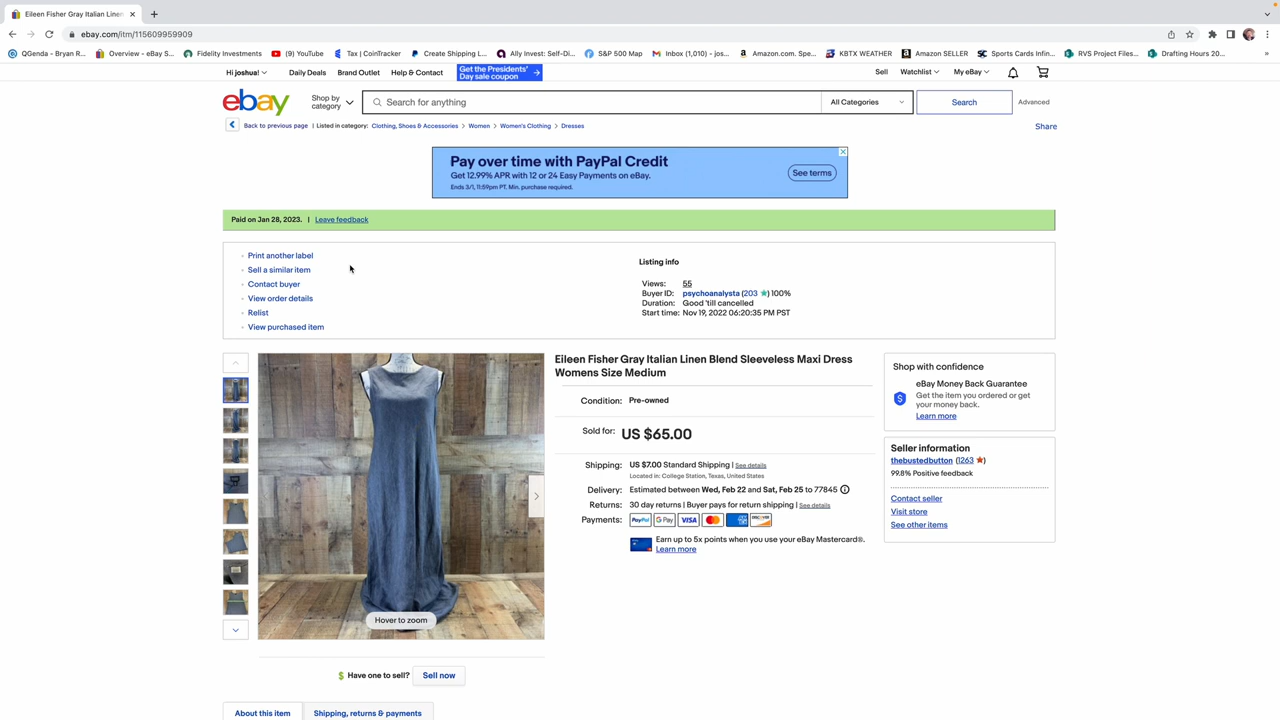 Eileen Fisher Gray Italian Linen
ebay.com/itm/115609959909
QGenda - Bryan R... Overview - eBay S... Fidelity Investments (9) YouTube Tax | CoinTracker Create Shipping L... Ally Invest: Self-Di... S&P 500 Map Inbox (1,010) - jos... Amazon.com. Spe... KBTX WEATHER Amazon SELLER Sports Cards Infin... RVS Project Files... Drafting Hours 20... »
Hi joshua! Daily Deals Brand Outlet Help & Contact Get the Presidents'
Day sale coupon
Sell Watchlist My eBay
ebay Shop by
category
Search for anything All Categories Search Advanced
Back to previous page | Listed in category: Clothing, Shoes & Accessories > Women > Women's Clothing > Dresses Share
Pay over time with PayPal Credit
Get 12.99% APR with 12 or 24 Easy Payments on eBay.
Ends 3/1, 11:59pm PT. Min. purchase required.
See terms
Paid on Jan 28, 2023. | Leave feedback
Print another label
Sell a similar item
Contact buyer
View order details
Relist
View purchased item
Listing info
Views: 55
Buyer ID: psychoanalysta (203 ) 100%
Duration: Good 'till cancelled
Start time: Nov 19, 2022 06:20:35 PM PST
Hover to zoom
Have one to sell? Sell now
Eileen Fisher Gray Italian Linen Blend Sleeveless Maxi Dress
Womens Size Medium
Condition: Pre-owned
Sold for: US $65.00
Shipping: US $7.00 Standard Shipping | See details
Located in: College Station, Texas, United States
Delivery: Estimated between Wed, Feb 22 and Sat, Feb 25 to 77845
Returns: 30 day returns | Buyer pays for return shipping | See details
Payments: PayPal G Pay VISA DISCOVER
Earn up to 5x points when you use your eBay Mastercard®.
Learn more
Shop with confidence
eBay Money Back Guarantee
Get the item you ordered or get
your money back.
Learn more
Seller information
thebustedbutton (1263 )
99.8% Positive feedback
Contact seller
Visit store
See other items
About this item Shipping, returns & payments